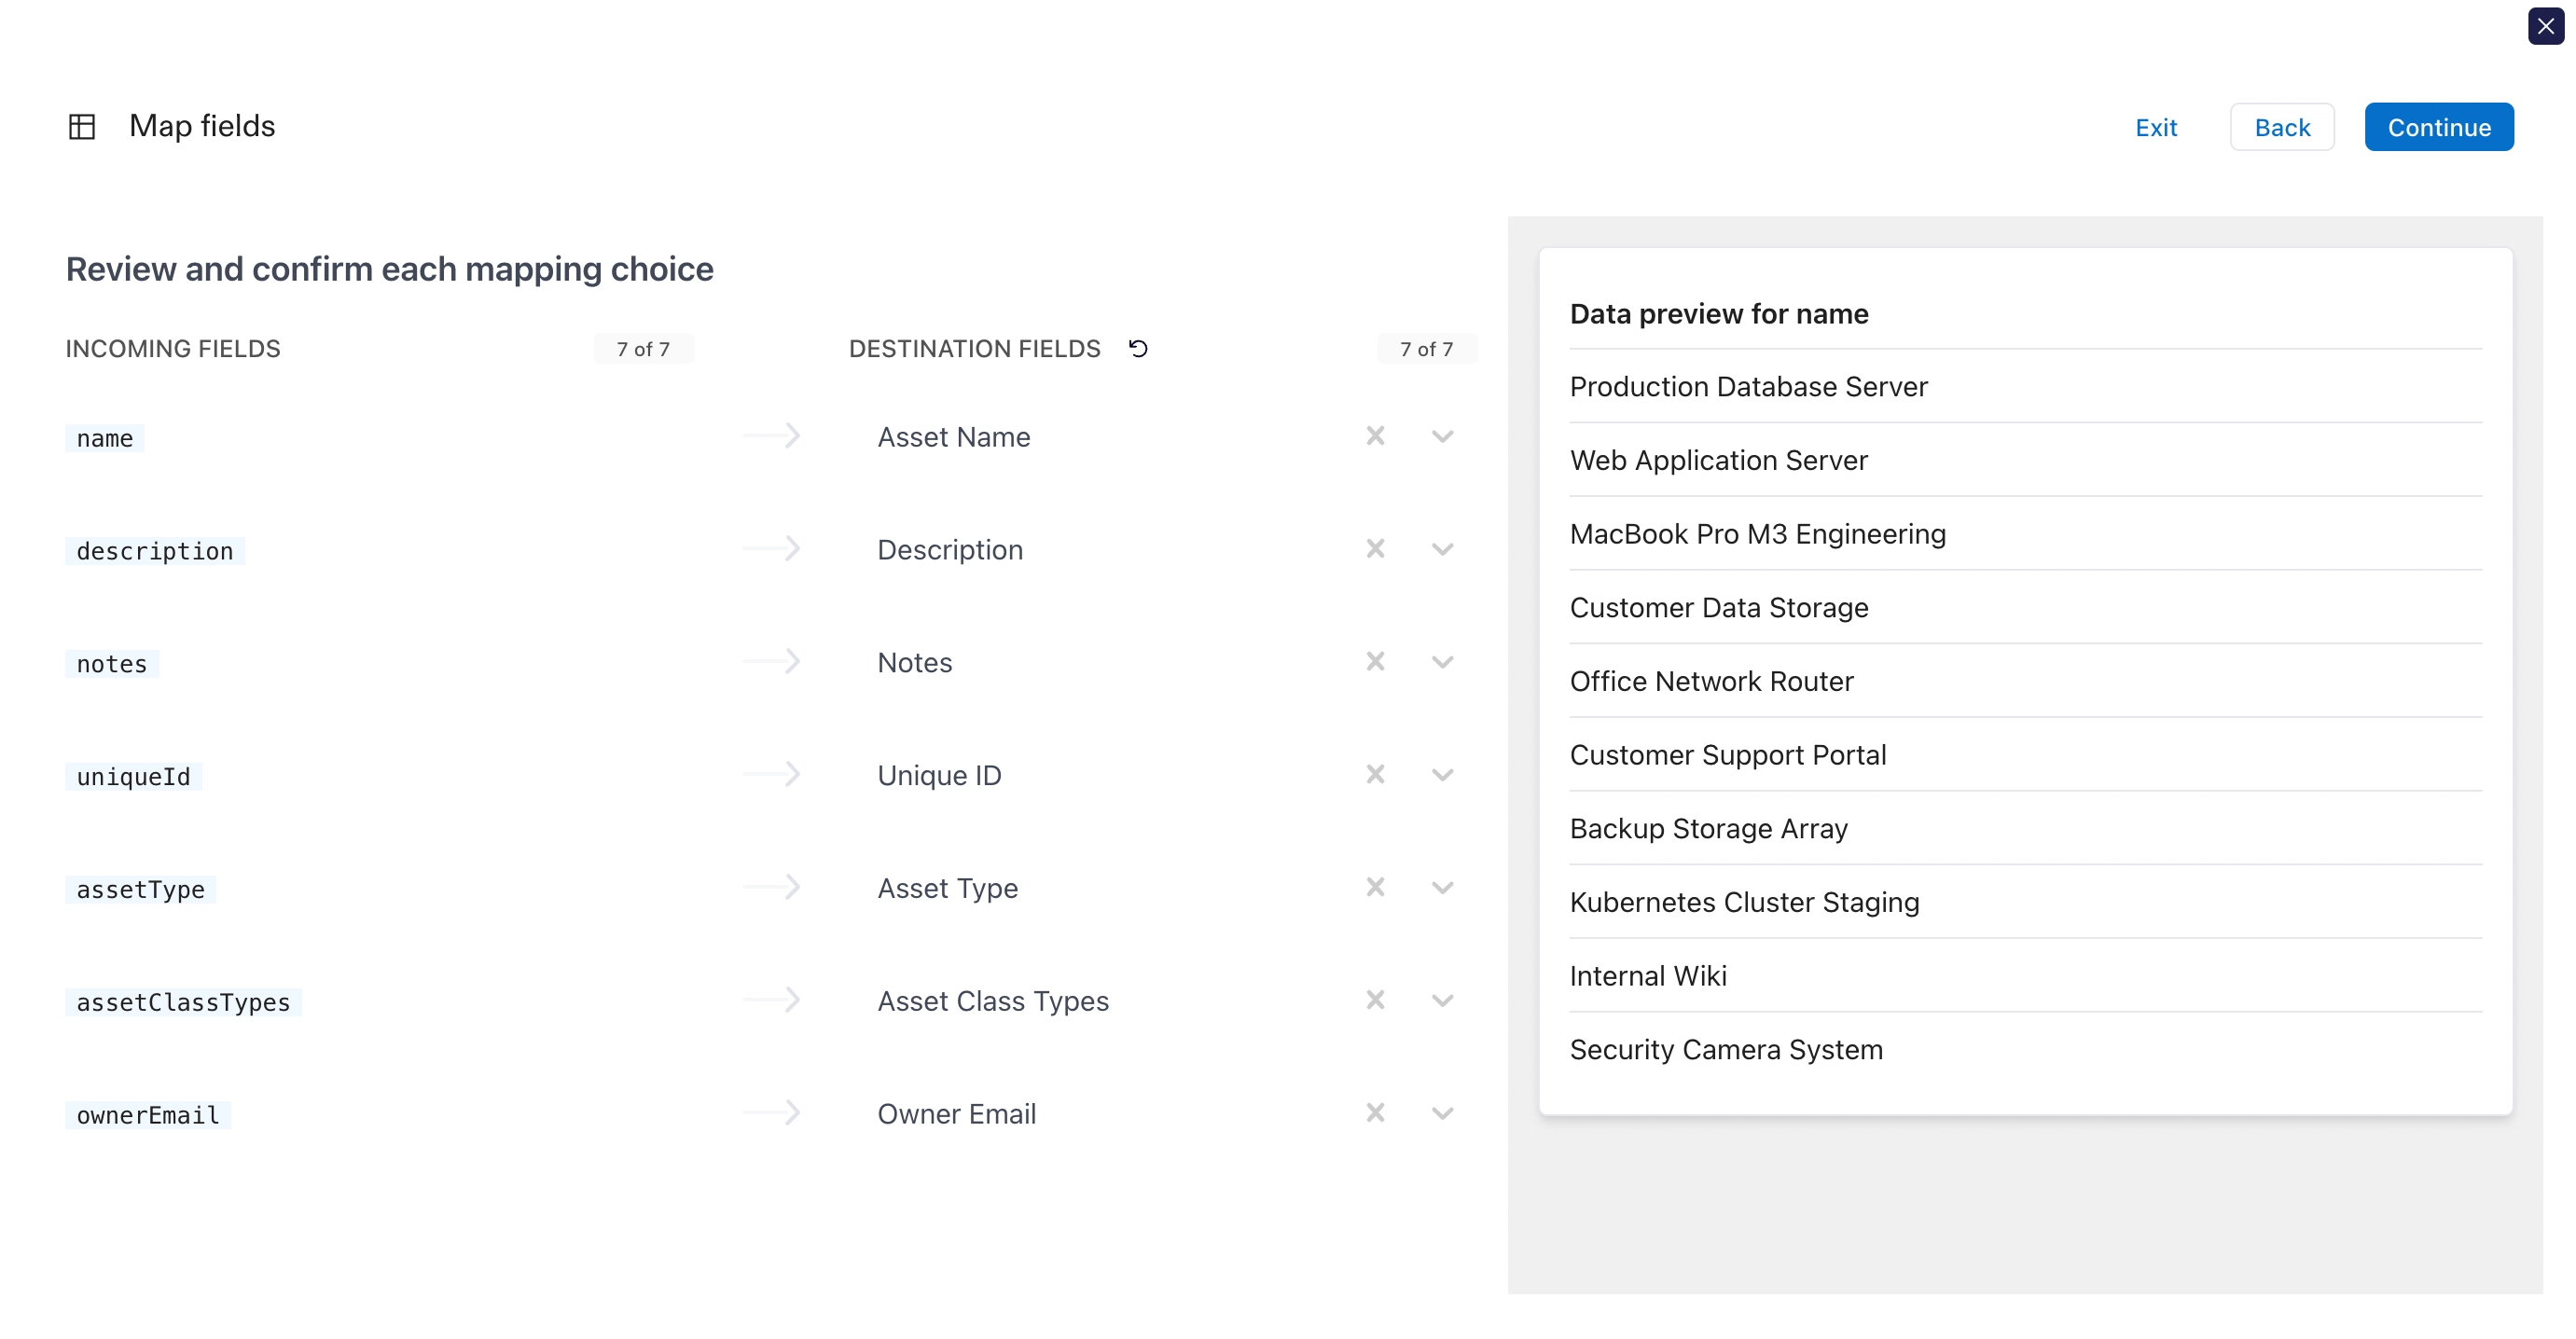 Map fields
Exit
Back
Continue
Review and confirm each mapping choice
INCOMING FIELDS
7 of 7
DESTINATION FIELDS
7 of 7
name
Asset Name
description
Description
notes
Notes
uniqueId
Unique ID
assetType
Asset Type
assetClassTypes
Asset Class Types
ownerEmail
Owner Email
Data preview for name
Production Database Server
Web Application Server
MacBook Pro M3 Engineering
Customer Data Storage
Office Network Router
Customer Support Portal
Backup Storage Array
Kubernetes Cluster Staging
Internal Wiki
Security Camera System